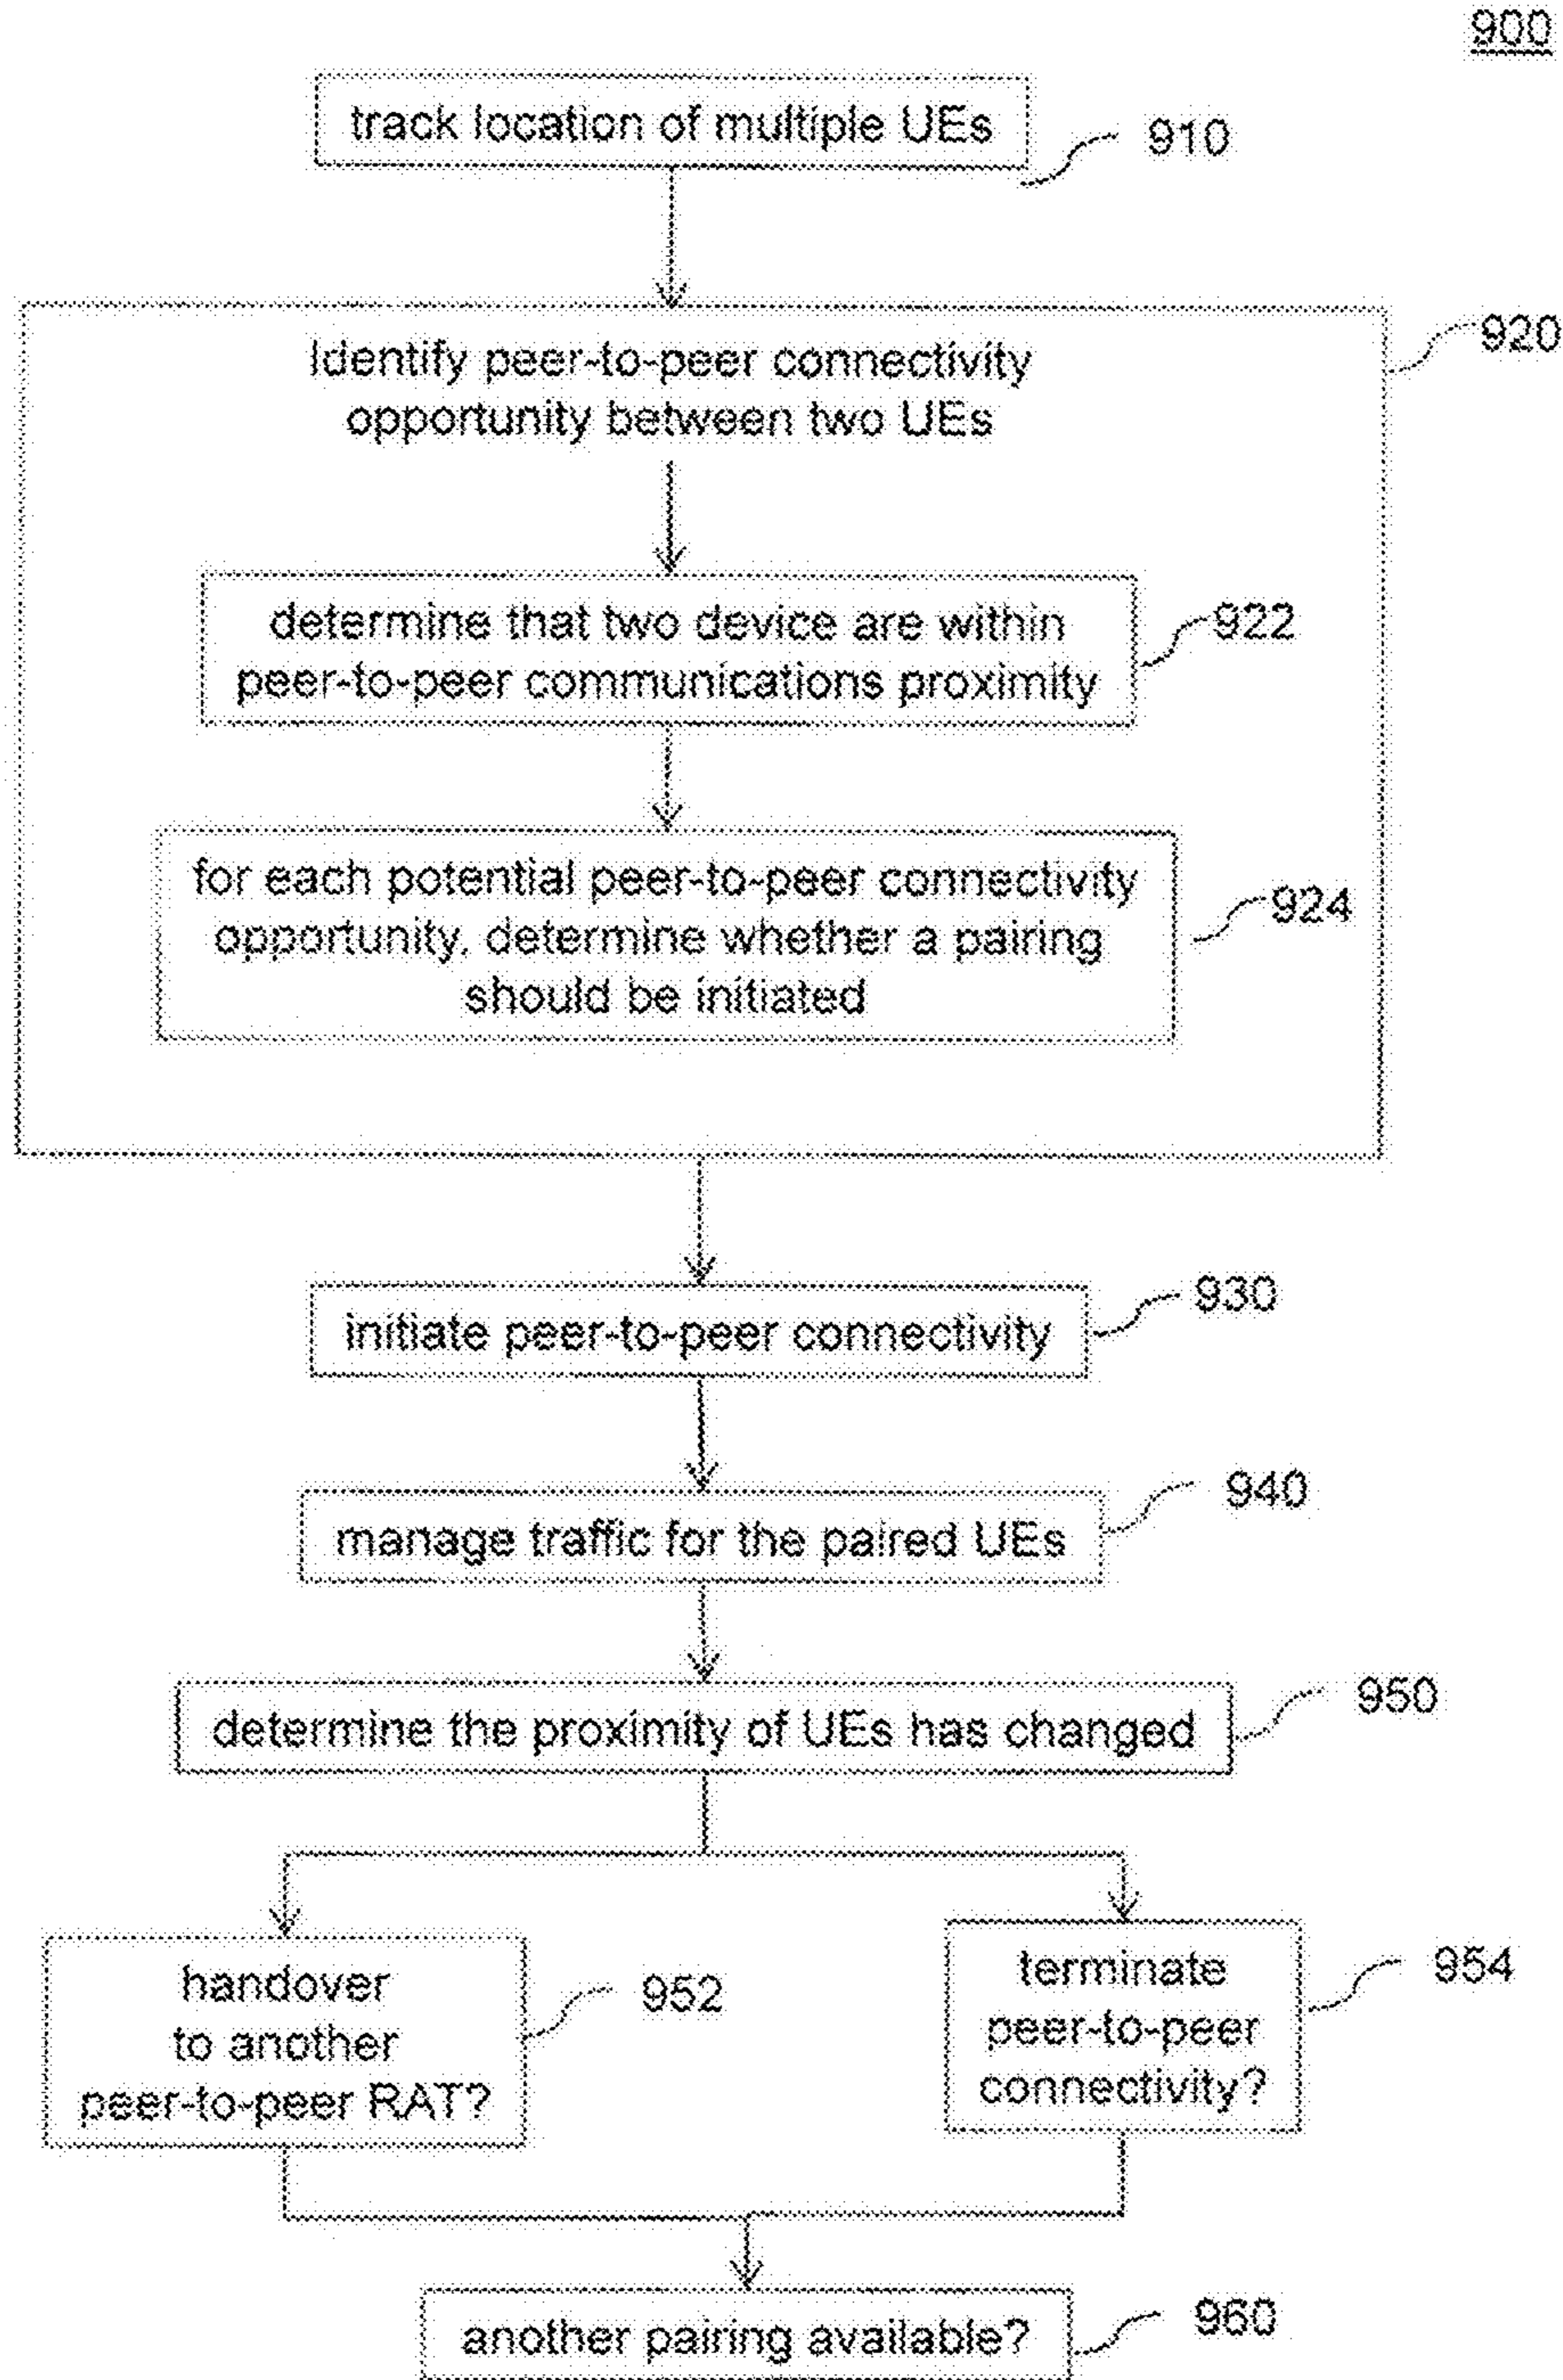 900
track location of multiple UEs
910
920
Identify peer-to-peer connectivity
opportunity between two UEs
determine that two device are within
peer-to-peer communications proximity
922
for each potential peer-to-peer connectivity
opportunity, determine whether a pairing
should be initiated
924
initiate peer-to-peer connectivity
930
manage traffic for the paired UEs
940
determine the proximity of UEs has changed
950
handover
to another
peer-to-peer RAT?
952
terminate
peer-to-peer
connectivity?
954
another pairing available?
960